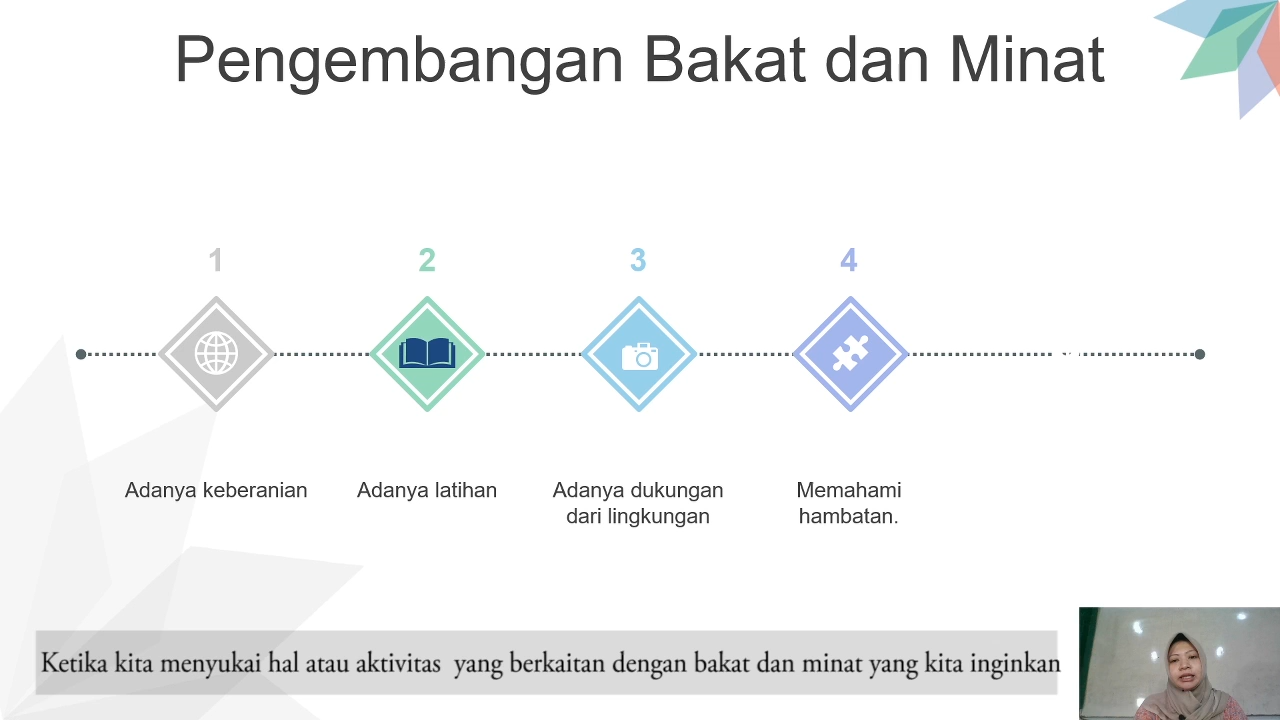 Pengembangan Bakat dan Minat
1
2
3
4
Adanya keberanian
Adanya latihan
Adanya dukungan
dari lingkungan
Memahami
hambatan.
Ketika kita menyukai hal atau aktivitas yang berkaitan dengan bakat dan minat yang kita inginkan